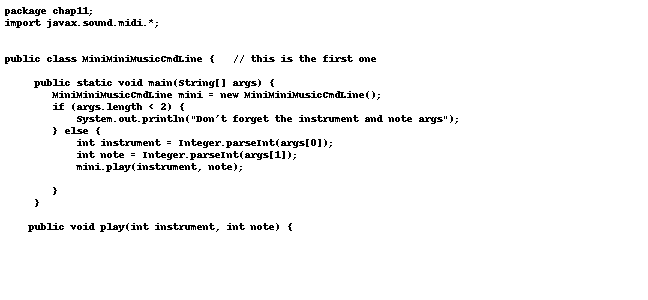 package chap11;
import javax.sound.midi.*;
public class MiniMiniMusicCmdLine {   // this is the first one
public static void main(String[] args) {
MiniMiniMusicCmdLine mini = new MiniMiniMusicCmdLine();
if (args.length < 2) {
System.out.println("Don't forget the instrument and note args");
} else {
int instrument = Integer.parseInt(args[0]);
int note = Integer.parseInt(args[1]);
mini.play(instrument, note);
}
}
public void play(int instrument, int note) {